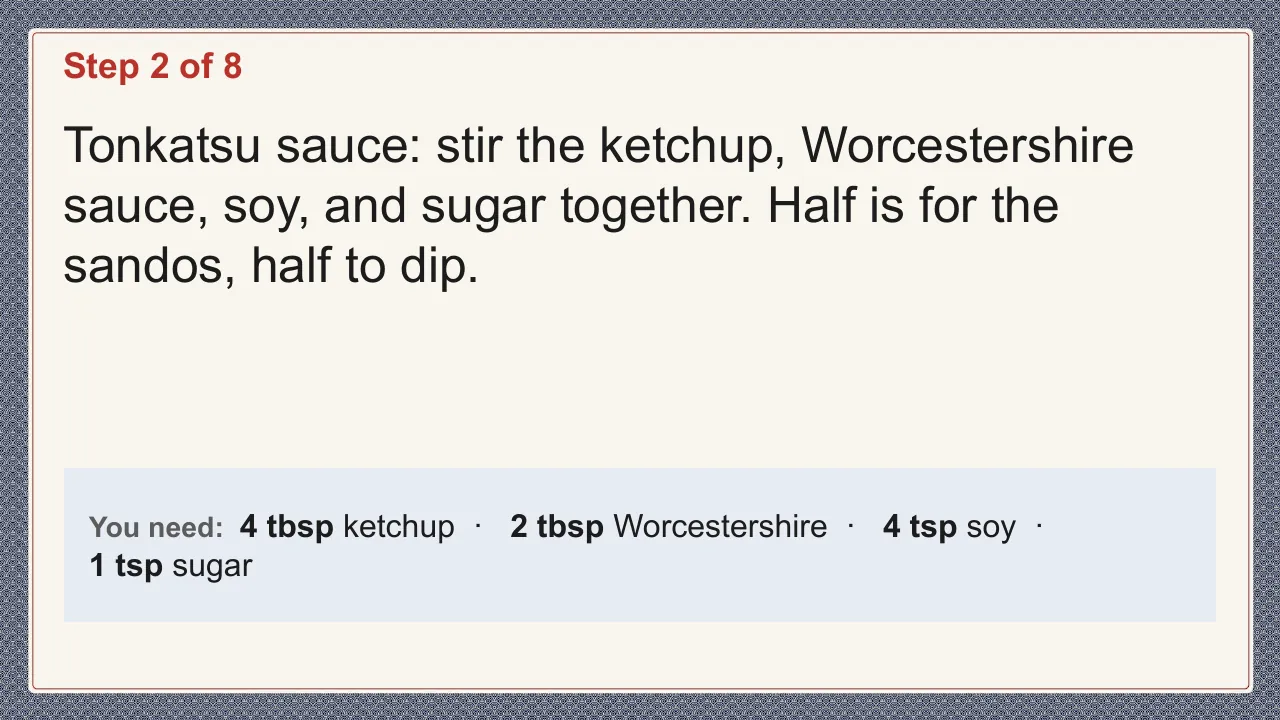 Step 2 of 8
Tonkatsu sauce: stir the ketchup, Worcestershire
sauce, soy, and sugar together. Half is for the
sandos, half to dip.
You need: 4 tbsp ketchup · 2 tbsp Worcestershire · 4 tsp soy ·
1 tsp sugar